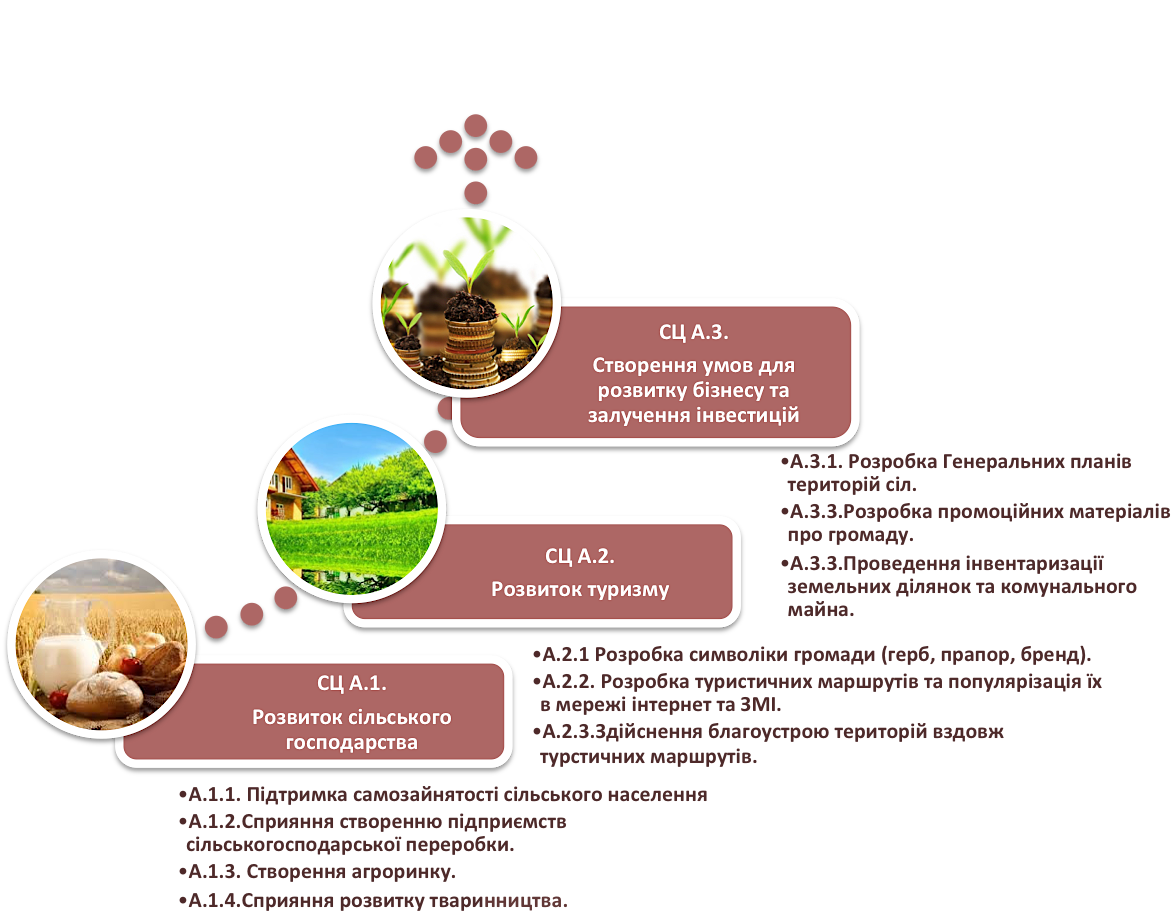 СЦ А.3.
Створення умов для
розвитку бізнесу та
залучення інвестицій
•А.3.1. Розробка Генеральних планів
територій сіл.
•А.3.3.Розробка промоційних матеріалів
про громаду.
•А.3.3.Проведення інвентаризації
земельних ділянок та комунального
майна.
СЦ А.2.
Розвиток туризму
•А.2.1 Розробка символіки громади (герб, прапор, бренд).
•А.2.2. Розробка туристичних маршрутів та популярізація їх
в мережі інтернет та ЗМІ.
•А.2.3.Здійснення благоустрою територій вздовж
турстичних маршрутів.
СЦ А.1.
Розвиток сільського
господарства
•А.1.1. Підтримка самозайнятості сільського населення
•А.1.2.Сприяння створенню підприємств
сільськогосподарської переробки.
•А.1.3. Створення агроринку.
•А.1.4.Сприяння розвитку тваринництва.